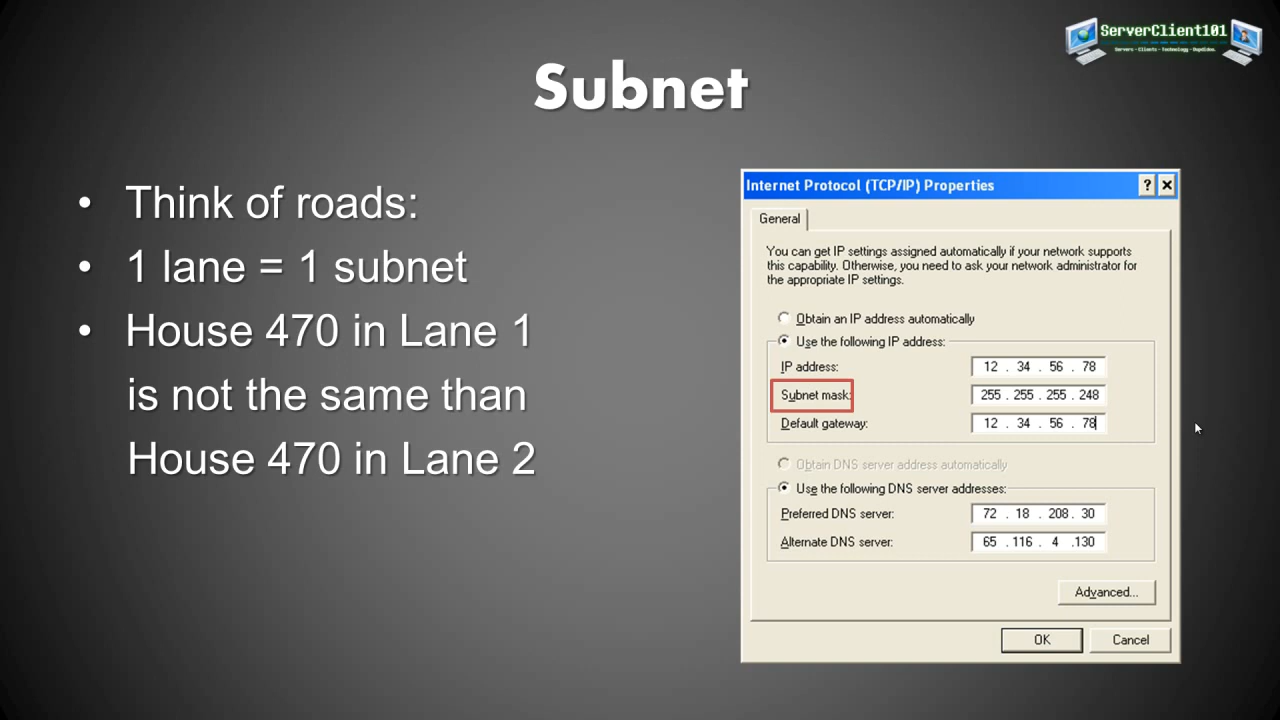 ServerClient101
Servers - Clients - Technology - Rapdidoo.
Subnet
• Think of roads:
• 1 lane = 1 subnet
• House 470 in Lane 1
is not the same than
House 470 in Lane 2
Internet Protocol (TCP/IP) Properties
General
You can get IP settings assigned automatically if your network supports
this capability. Otherwise, you need to ask your network administrator for
the appropriate IP settings.
Obtain an IP address automatically
Use the following IP address:
IP address: 12 . 34 . 56 . 78
Subnet mask: 255 . 255 . 255 . 248
Default gateway: 12 . 34 . 56 . 78
Obtain DNS server address automatically
Use the following DNS server addresses:
Preferred DNS server: 72 . 18 . 208 . 30
Alternate DNS server: 65 . 116 . 4 . 130
Advanced...
OK Cancel